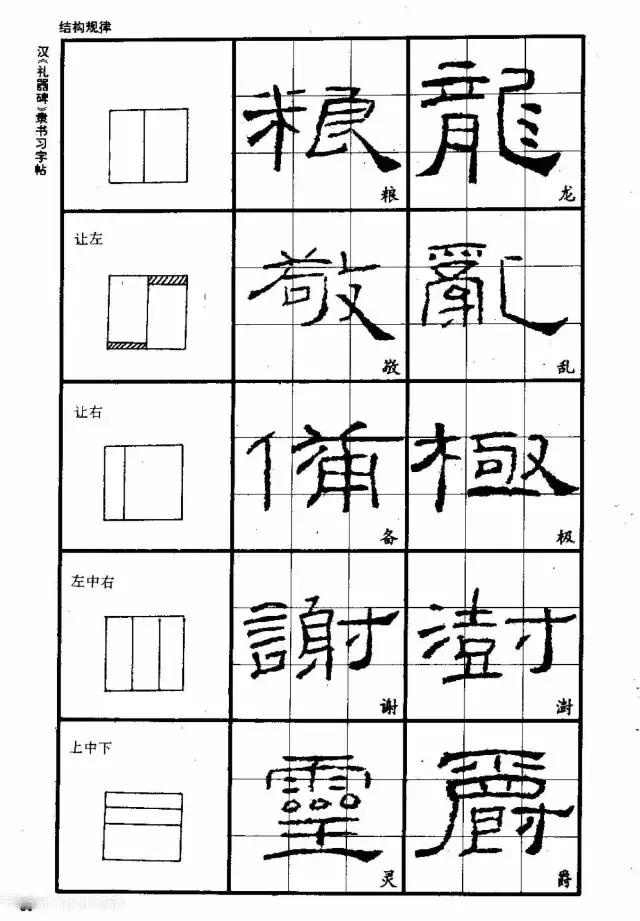 结构规律
汉《礼器碑》隶书习字帖
粮 龍
粮 龙
让左
敬 亂
敬 乱
让右
備 極
备 极
左中右
謝 澍
谢 澍
上中下
靈 爵
灵 爵